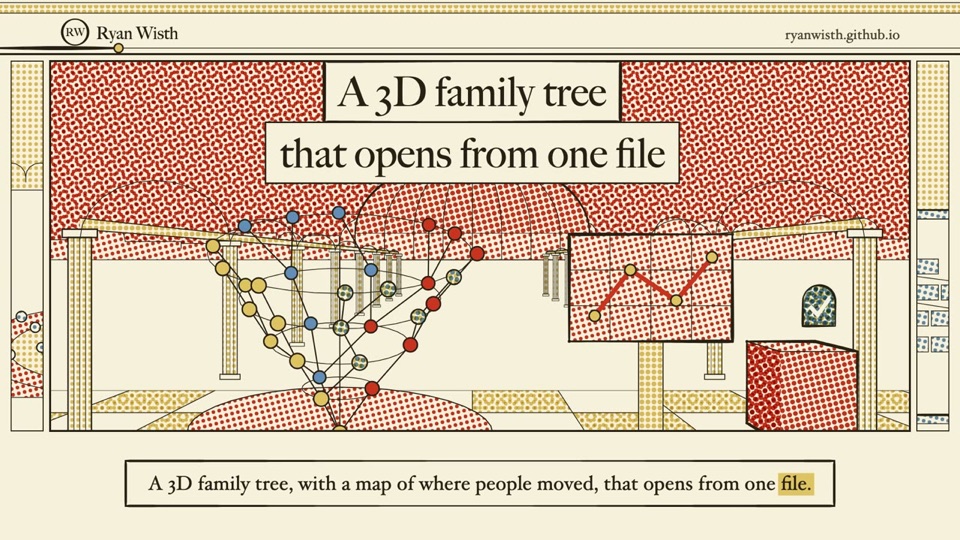 RW Ryan Wisth
ryanwisth.github.io
A 3D family tree
that opens from one file
A 3D family tree, with a map of where people moved, that opens from one file.